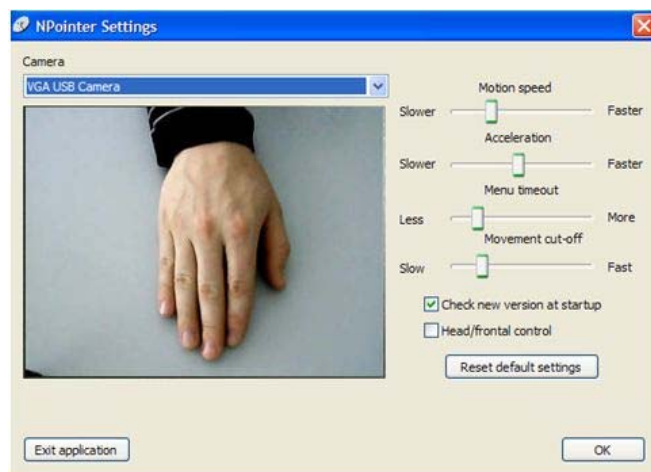 NPointer Settings
Camera
VGA USB Camera
Motion speed
Slower Faster
Acceleration
Slower Faster
Menu timeout
Less More
Movement cut-off
Slow Fast
Check new version at startup
Head/frontal control
Reset default settings
Exit application OK